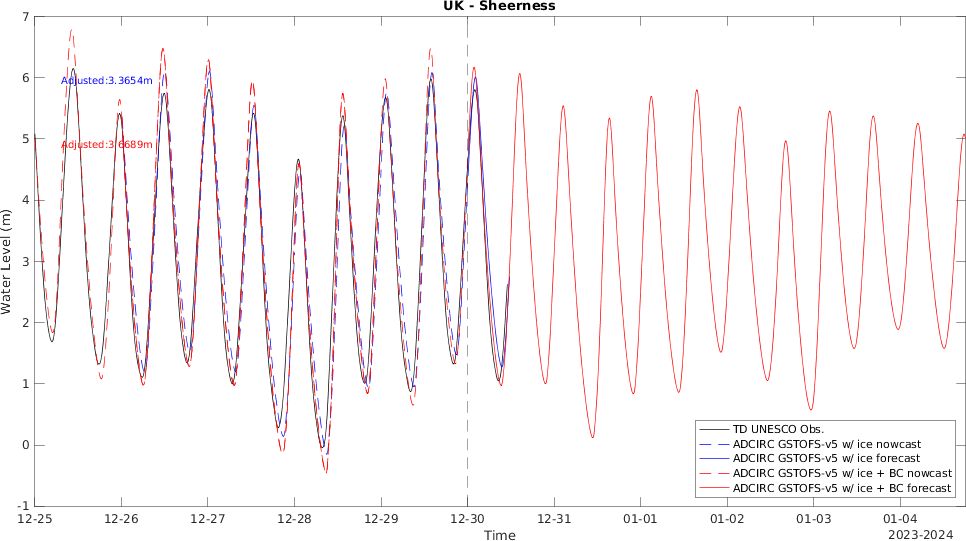 UK - Sheerness
7
6
5
4
3
2
1
0
-1
Water Level (m)
Adjusted:3.3654m
Adjusted:3.6689m
TD UNESCO Obs.
ADCIRC GSTOFS-v5 w/ ice nowcast
ADCIRC GSTOFS-v5 w/ ice forecast
ADCIRC GSTOFS-v5 w/ ice + BC nowcast
ADCIRC GSTOFS-v5 w/ ice + BC forecast
12-25 12-26 12-27 12-28 12-29 12-30 12-31 01-01 01-02 01-03 01-04
Time
2023-2024